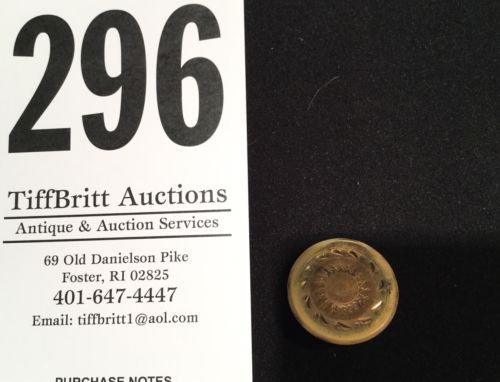 296
TiffBritt Auctions
Antique & Auction Services
69 Old Danielson Pike
Foster, RI 02825
401-647-4447
Email: tiffbritt1@aol.com
PURCHASE NOTES